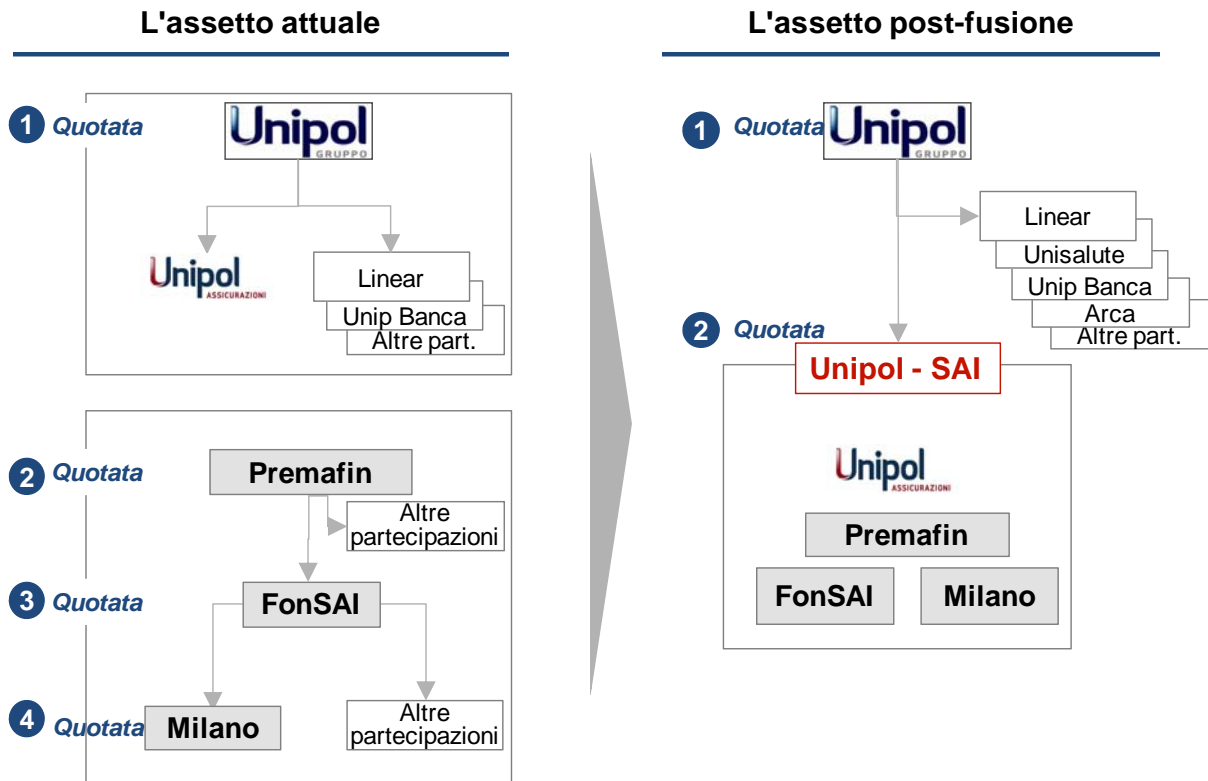 L'assetto attuale
1 Quotata
Unipol
GRUPPO
Unipol
ASSICURAZIONI
Linear
Unip Banca
Altre part.
2 Quotata
Premafin
Altre
partecipazioni
3 Quotata
FonSAI
4 Quotata
Milano
Altre
partecipazioni
L'assetto post-fusione
1 Quotata
Unipol
GRUPPO
Linear
Unisalute
Unip Banca
Arca
Altre part.
2 Quotata
Unipol - SAI
Unipol
ASSICURAZIONI
Premafin
FonSAI
Milano